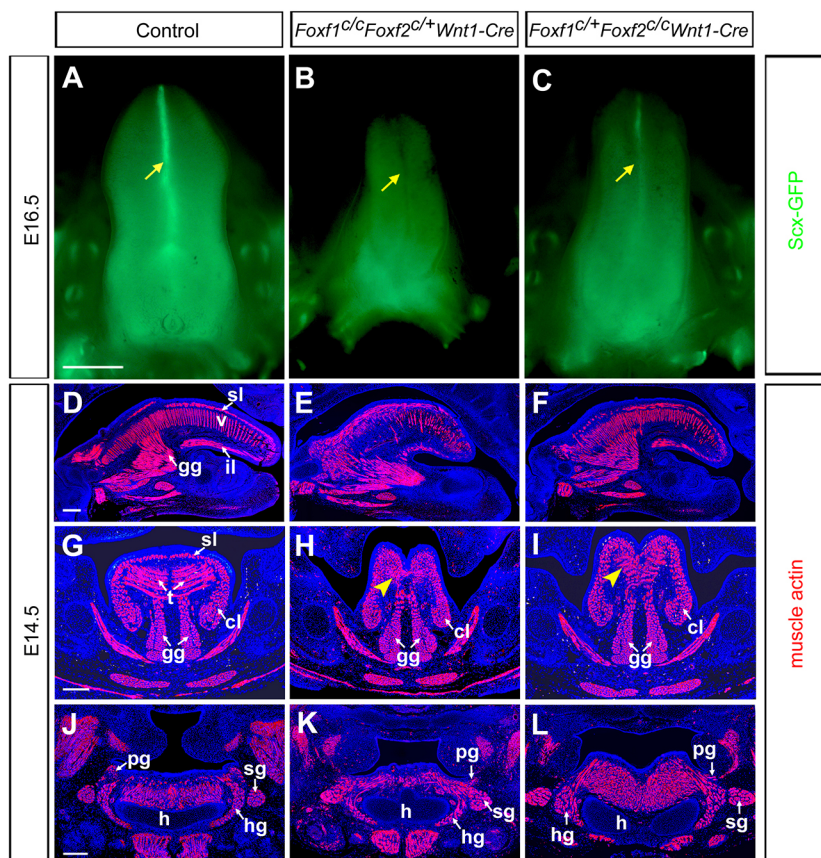 Control
Foxf1c/cFoxf2c/+Wnt1-Cre
Foxf1c/+Foxf2c/cWnt1-Cre
E16.5
A
B
C
Scx-GFP
E14.5
D
sl
v
gg
il
E
F
muscle actin
G
sl
t
cl
gg
H
cl
gg
I
cl
gg
J
pg
sg
h
hg
K
pg
h
sg
hg
L
pg
hg
h
sg